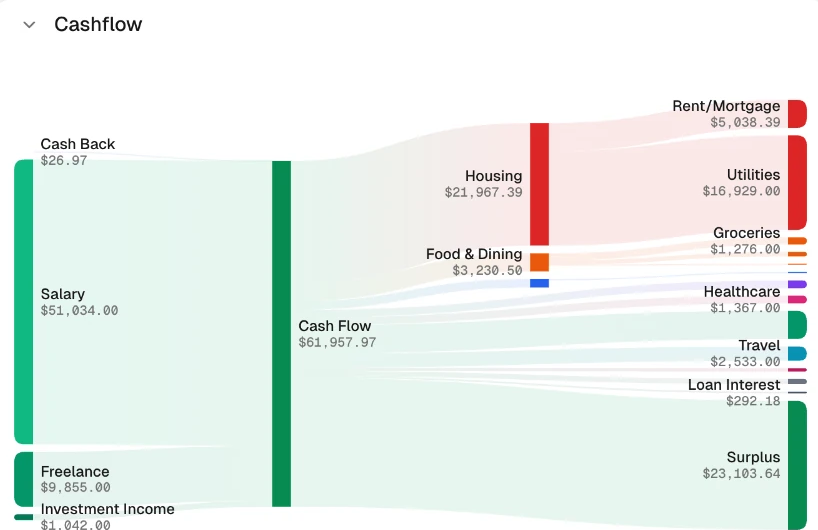 Cashflow
Cash Back
$26.97
Salary
$51,034.00
Freelance
$9,855.00
Investment Income
$1,042.00
Cash Flow
$61,957.97
Housing
$21,967.39
Food & Dining
$3,230.50
Rent/Mortgage
$5,038.39
Utilities
$16,929.00
Groceries
$1,276.00
Healthcare
$1,367.00
Travel
$2,533.00
Loan Interest
$292.18
Surplus
$23,103.64